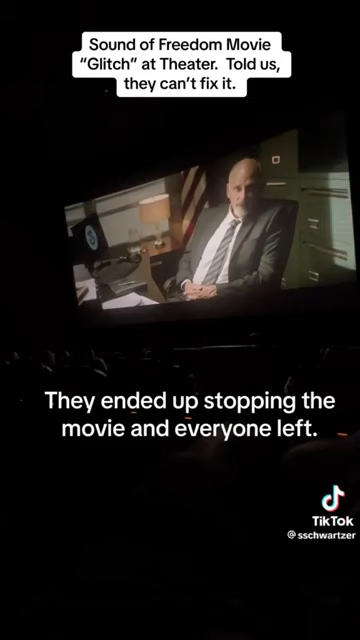 Sound of Freedom Movie
“Glitch” at Theater.  Told us,
they can’t fix it.
They ended up stopping the
movie and everyone left.
TikTok
@sschwartzer